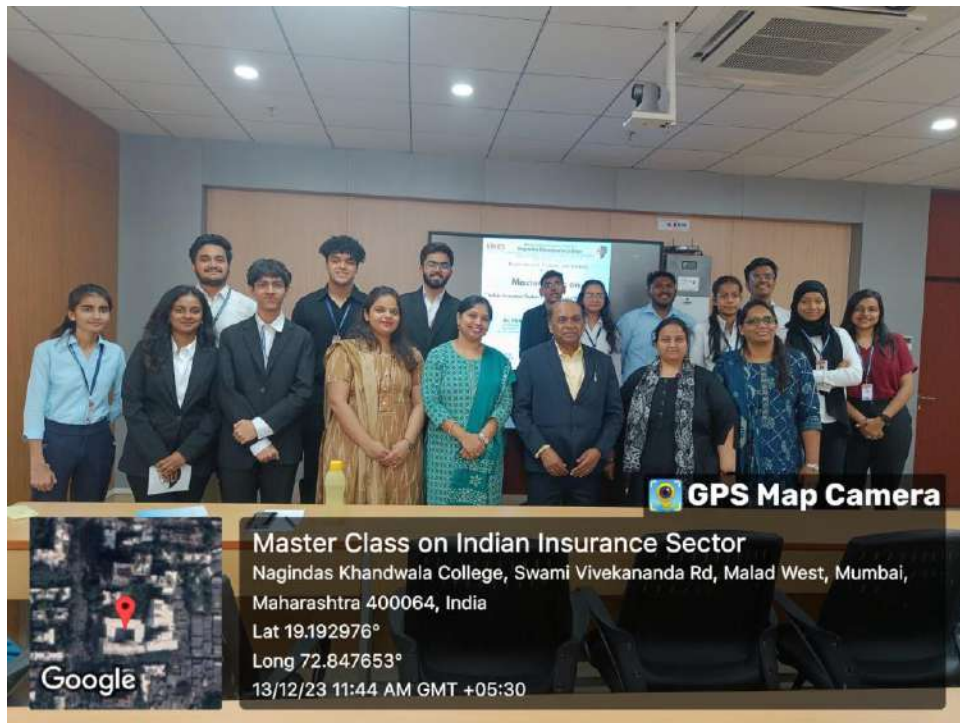 Master
GPS Map Camera
Master Class on Indian Insurance Sector
Nagindas Khandwala College, Swami Vivekananda Rd, Malad West, Mumbai,
Maharashtra 400064, India
Lat 19.192976°
Long 72.847653°
13/12/23 11:44 AM GMT +05:30
Google